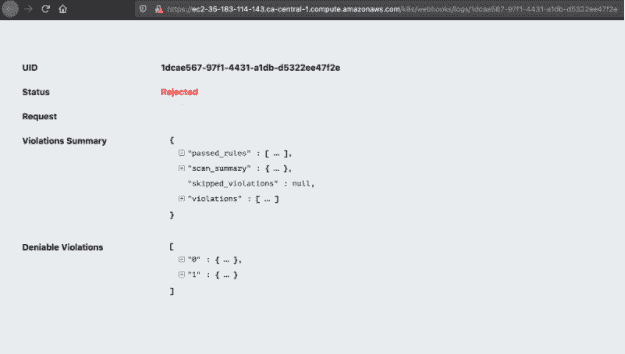 https://ec2-35-183-114-143.ca-central-1.compute.amazonaws.com/k8s/webhooks/logs/1dcae567-97f1-4431-a1db-d5322ee47f2e
UID 1dcae567-97f1-4431-a1db-d5322ee47f2e
Status Rejected
Request
Violations Summary {
"passed_rules" : [ … ],
"scan_summary" : { … },
"skipped_violations" : null,
"violations" : [ … ]
}
Deniable Violations [
"0" : { … },
"1" : { … }
]